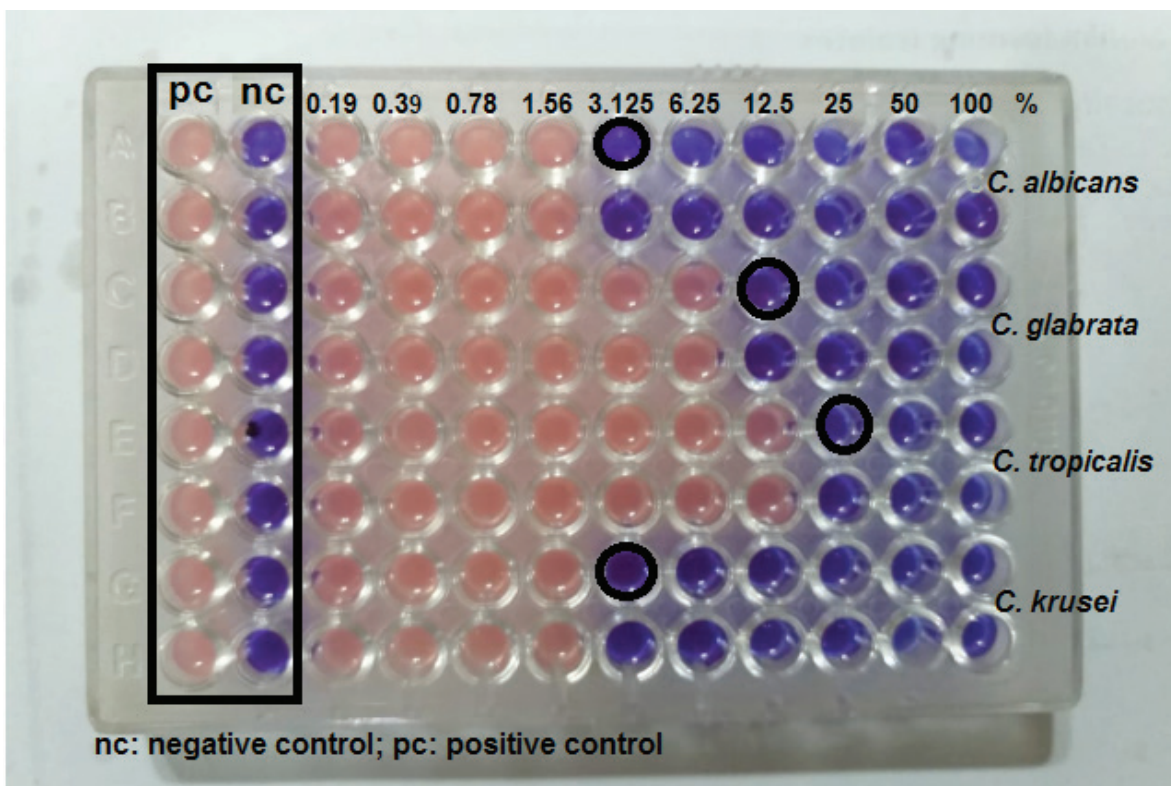 pc nc 0.19 0.39 0.78 1.56 3.125 6.25 12.5 25 50 100 %
A
B
C. albicans
C
C. glabrata
D
E
C. tropicalis
F
G
C. krusei
H
nc: negative control; pc: positive control